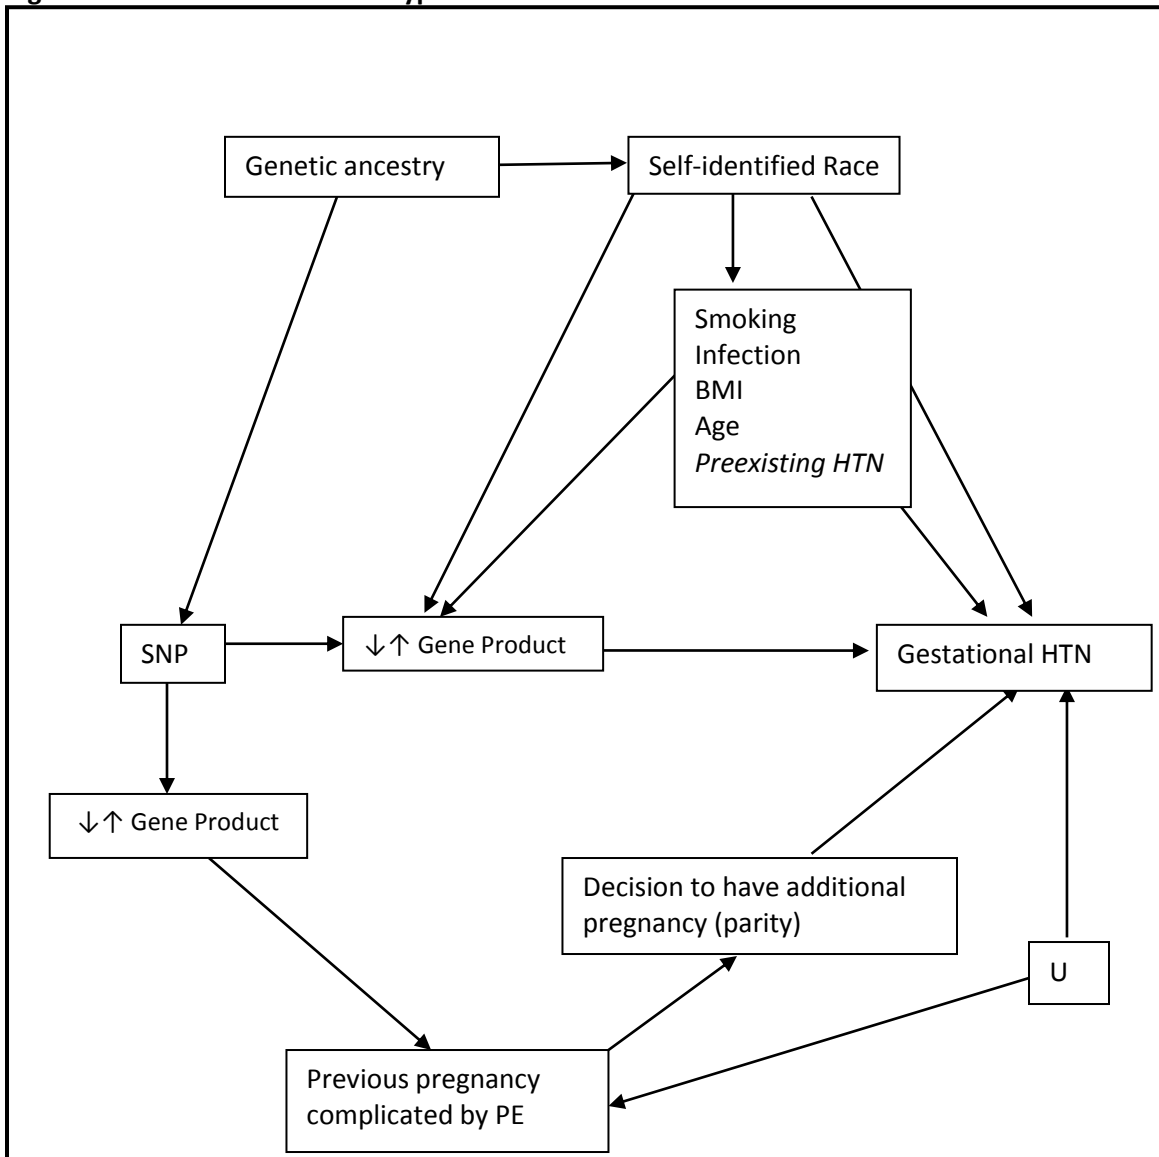 Genetic ancestry
Self-identified Race
Smoking
Infection
BMI
Age
Preexisting HTN
SNP
↓↑ Gene Product
Gestational HTN
↓↑ Gene Product
Decision to have additional
pregnancy (parity)
U
Previous pregnancy
complicated by PE